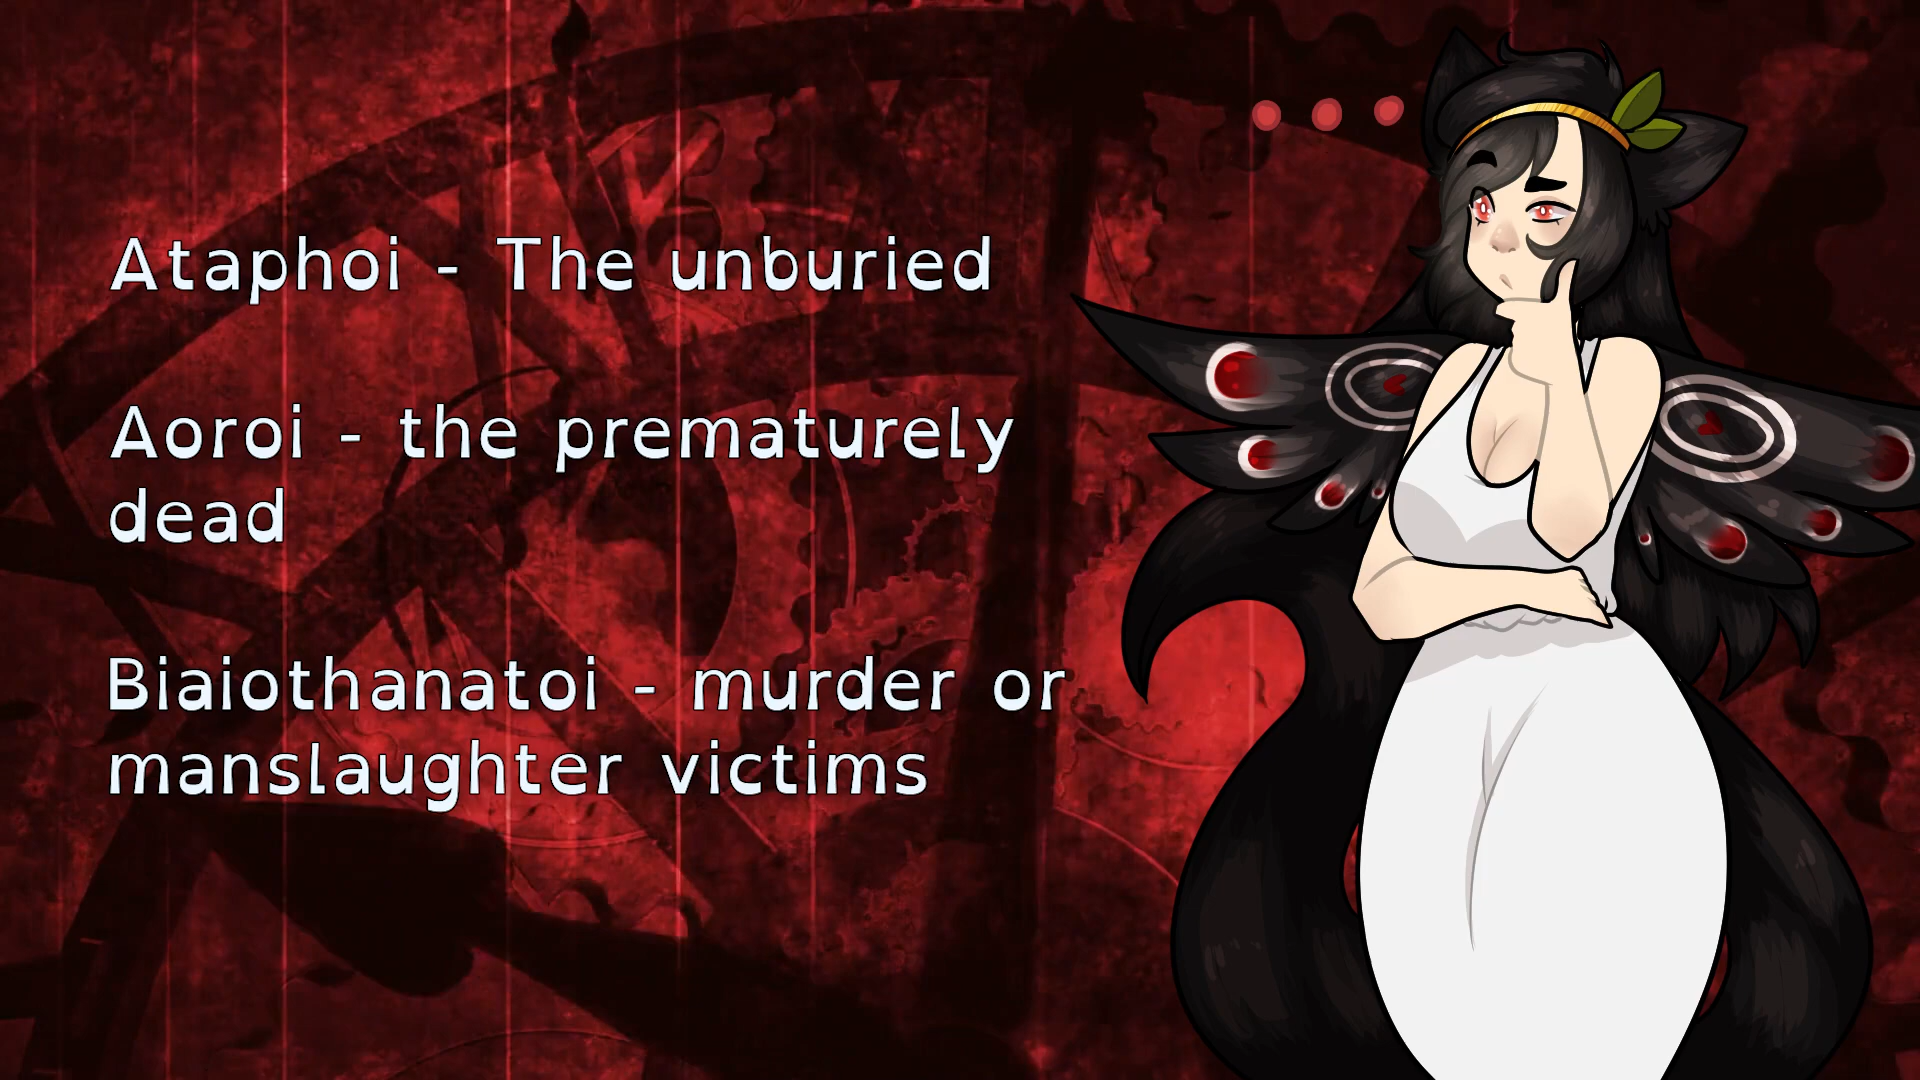 Ataphoi - The unburied
Aoroi - the prematurely
dead
Biaiothanatoi - murder or
manslaughter victims